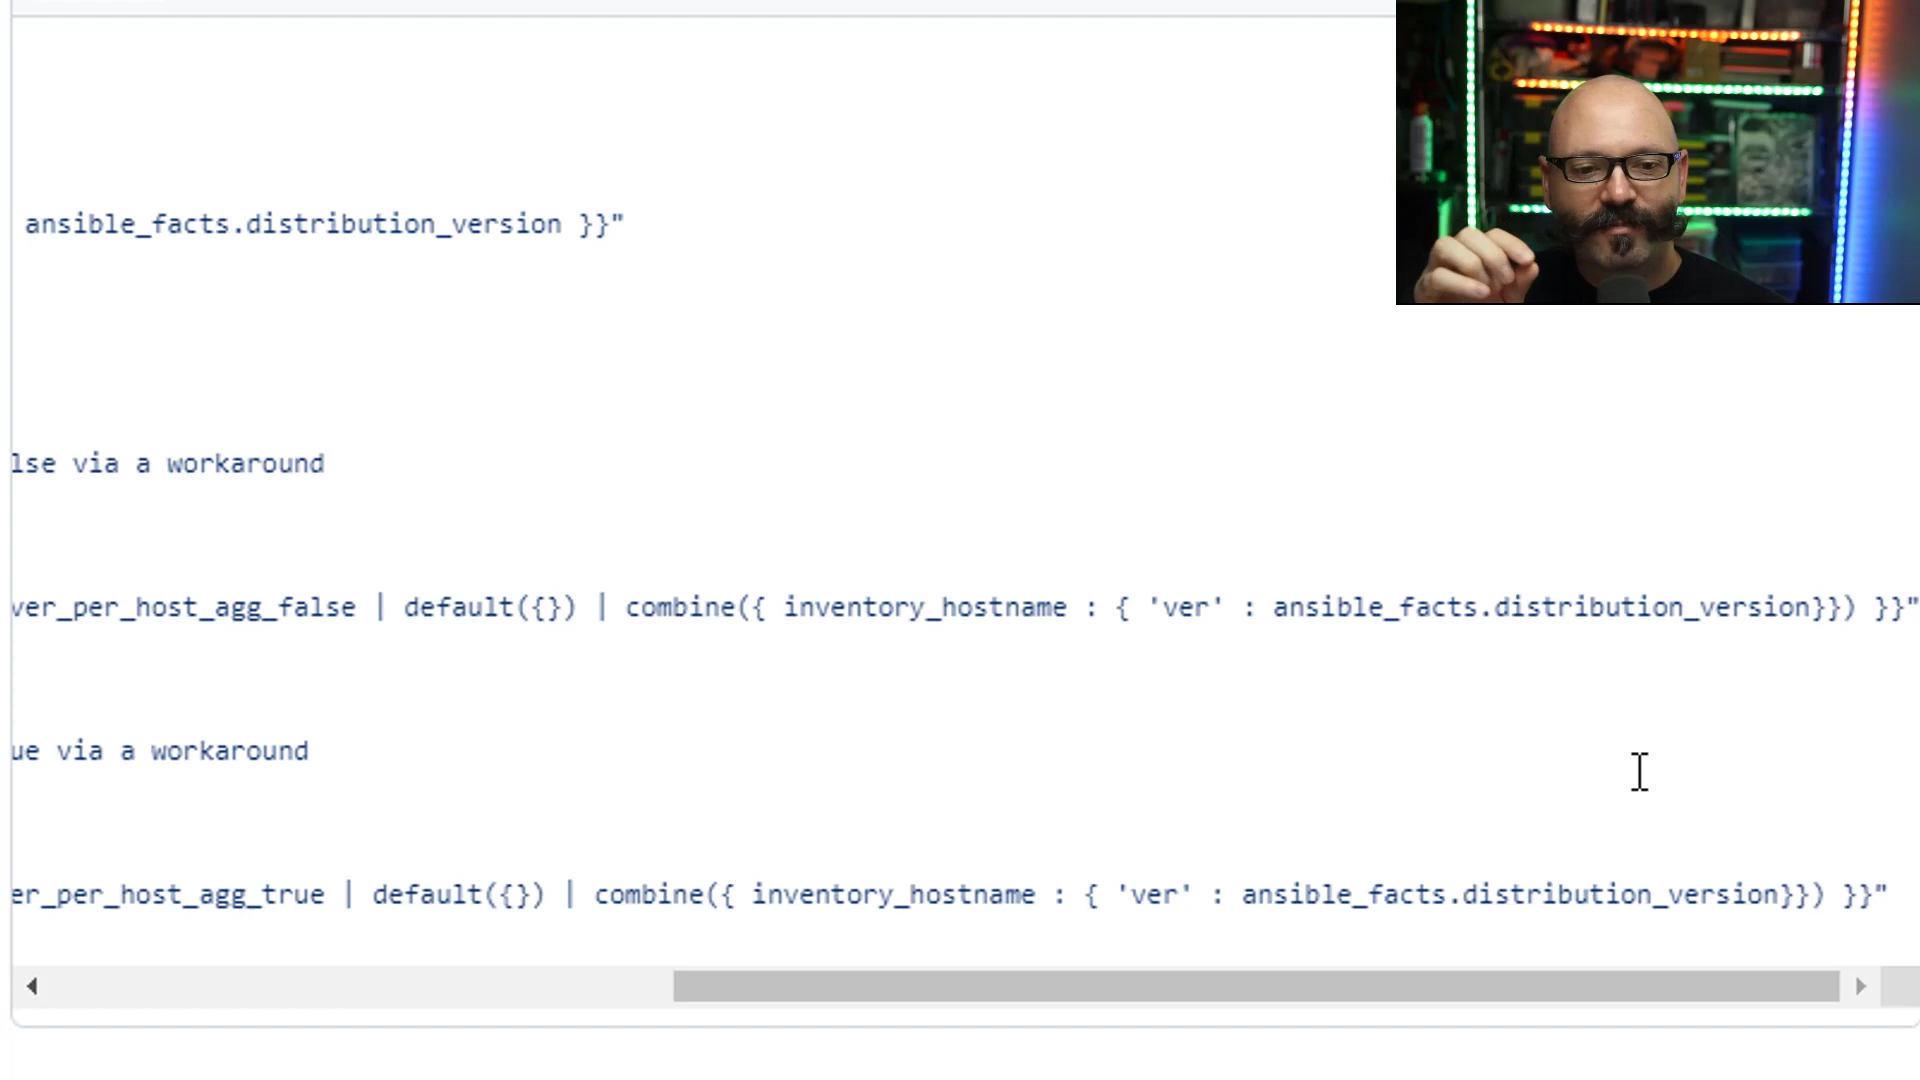 ansible_facts.distribution_version }}"
lse via a workaround
ver_per_host_agg_false | default({}) | combine({ inventory_hostname : { 'ver' : ansible_facts.distribution_version}}) }}"
ue via a workaround
er_per_host_agg_true | default({}) | combine({ inventory_hostname : { 'ver' : ansible_facts.distribution_version}}) }}"